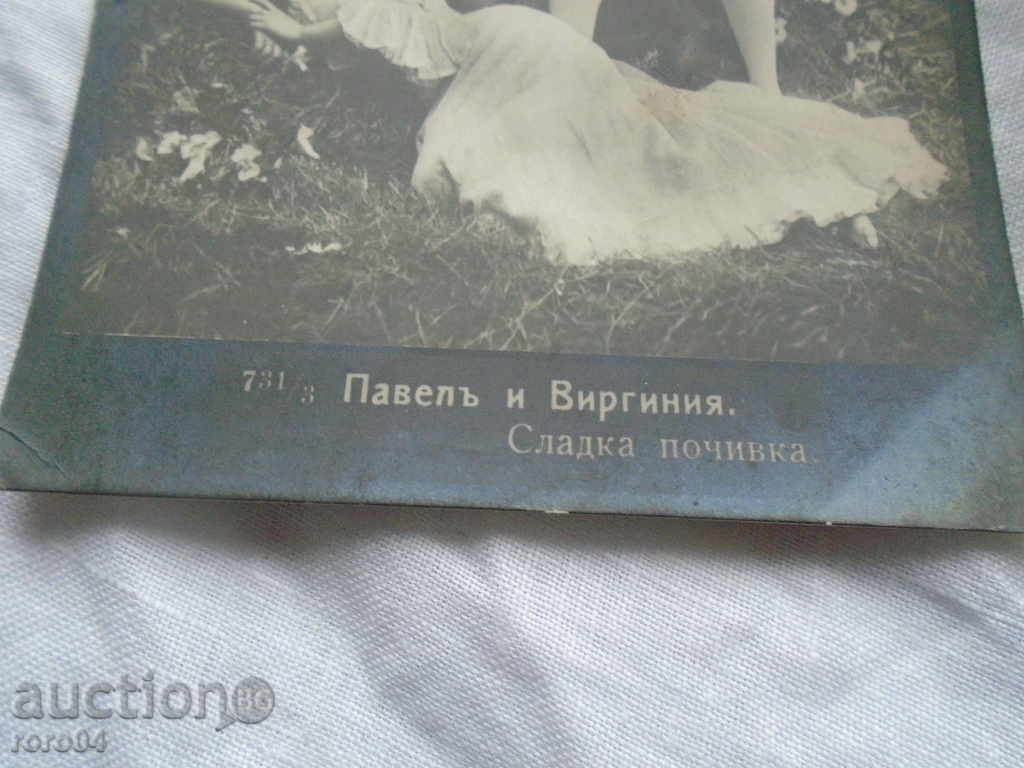 731/3 Павелъ и Виргиния.
Сладка почивка.
auction BG
roro04